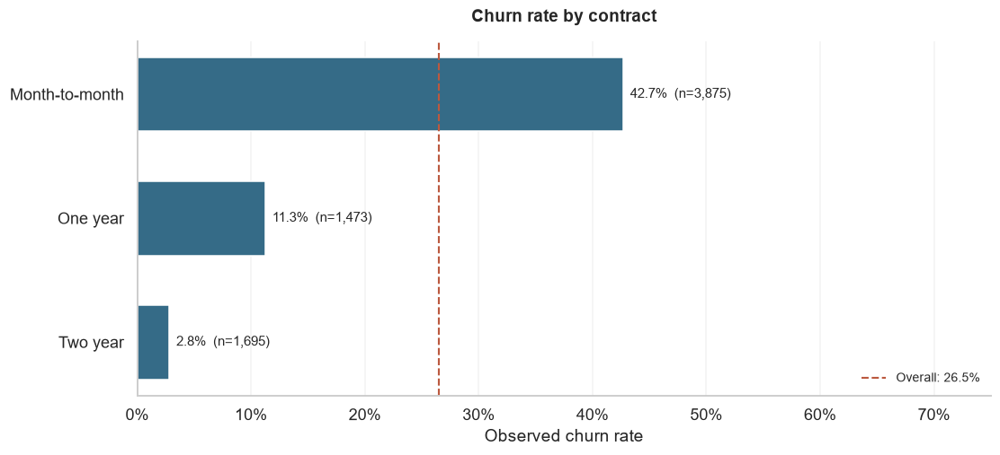 Churn rate by contract
Month-to-month
42.7% (n=3,875)
One year
11.3% (n=1,473)
Two year
2.8% (n=1,695)
Overall: 26.5%
0% 10% 20% 30% 40% 50% 60% 70%
Observed churn rate